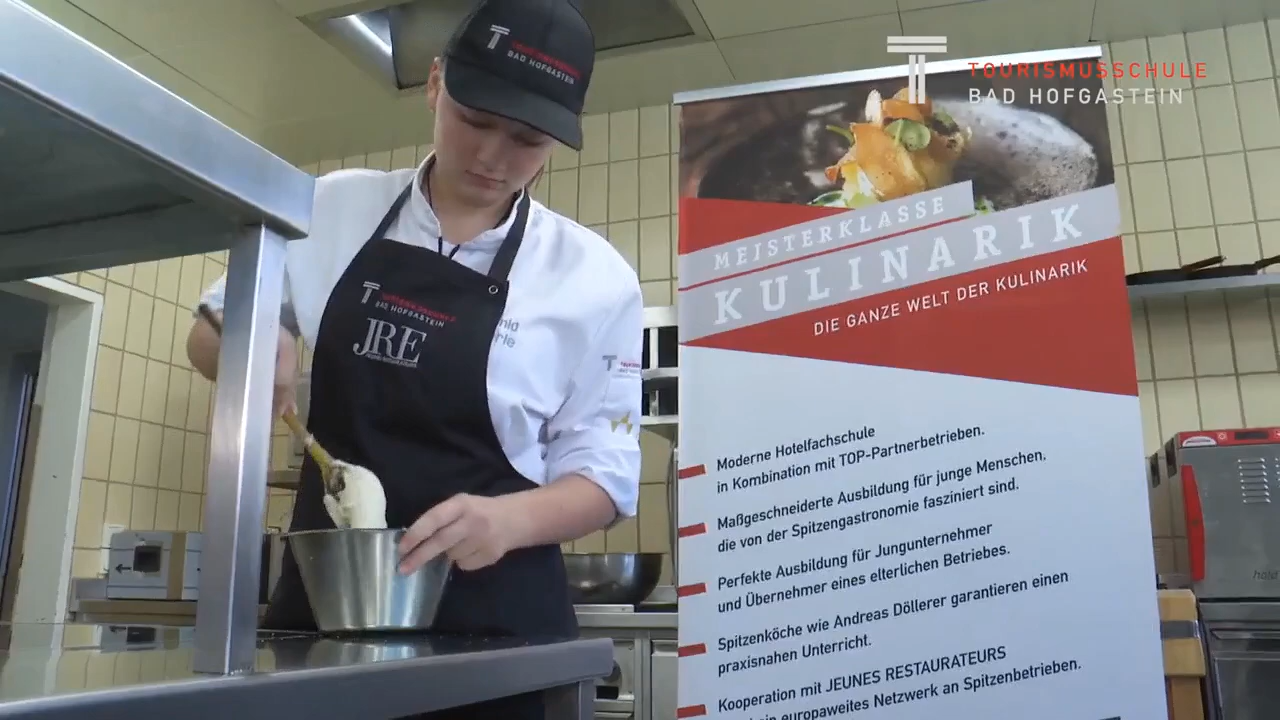 TOURISMUSSCHULE
BAD HOFGASTEIN
BAD HOFGASTEIN
MEISTERKLASSE
KULINARIK
DIE GANZE WELT DER KULINARIK
BAD HOFGASTEIN
JRE
Moderne Hotelfachschule
in Kombination mit TOP-Partnerbetrieben.
Maßgeschneiderte Ausbildung für junge Menschen,
die von der Spitzengastronomie fasziniert sind.
Perfekte Ausbildung für Jungunternehmer
und Übernehmer eines elterlichen Betriebes.
Spitzenköche wie Andreas Döllerer garantieren einen
praxisnahen Unterricht.
Kooperation mit JEUNES RESTAURATEURS
ein europaweites Netzwerk an Spitzenbetrieben.
hold